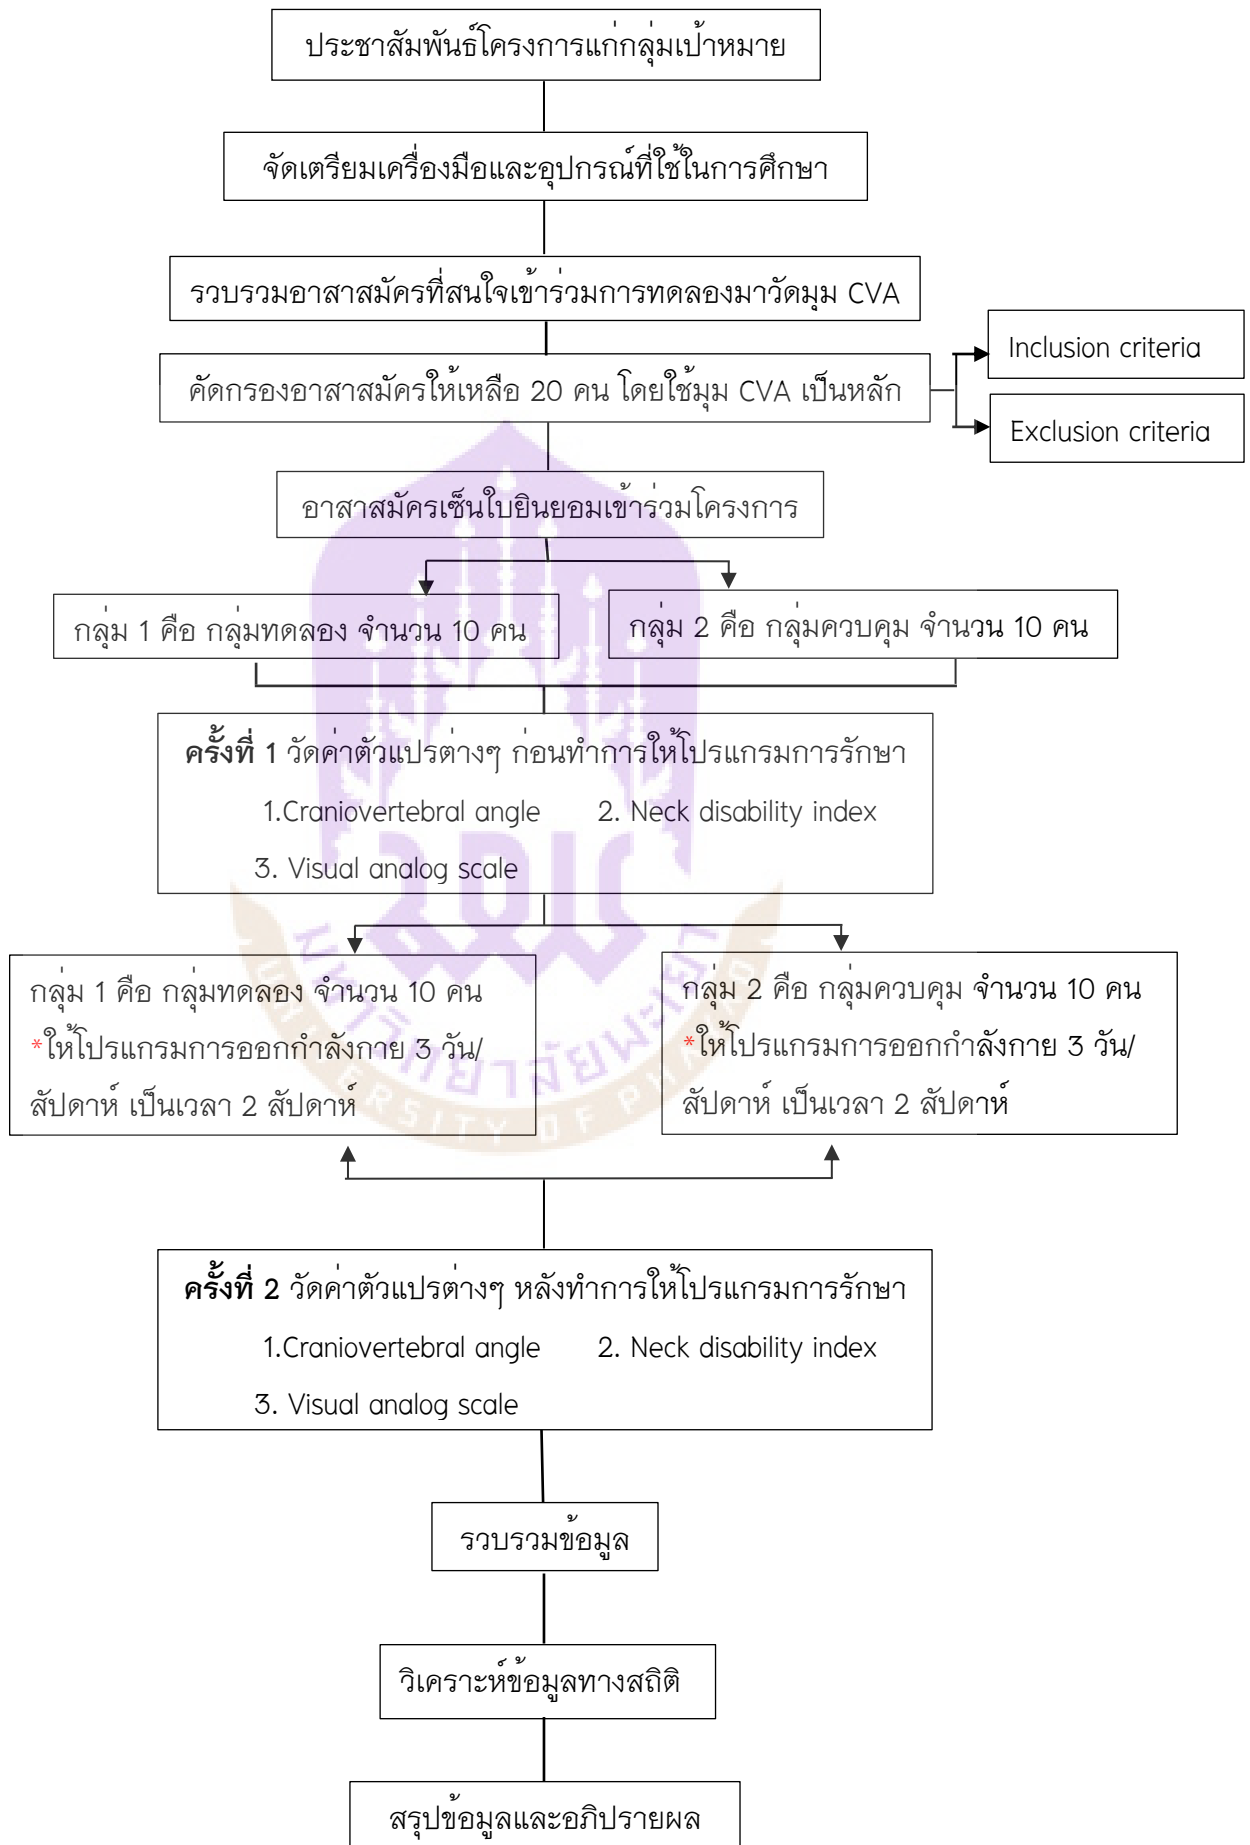 ประชาสัมพันธ์โครงการแก่กลุ่มเป้าหมาย
จัดเตรียมเครื่องมือและอุปกรณ์ที่ใช้ในการศึกษา
รวบรวมอาสาสมัครที่สนใจเข้าร่วมการทดลองมาวัดมุม CVA
คัดกรองอาสาสมัครให้เหลือ 20 คน โดยใช้มุม CVA เป็นหลัก
Inclusion criteria
Exclusion criteria
อาสาสมัครเซ็นใบยินยอมเข้าร่วมโครงการ
กลุ่ม 1 คือ กลุ่มทดลอง จำนวน 10 คน
กลุ่ม 2 คือ กลุ่มควบคุม จำนวน 10 คน
ครั้งที่ 1 วัดค่าตัวแปรต่างๆ ก่อนทำการให้โปรแกรมการรักษา
1.Craniovertebral angle 2. Neck disability index
3. Visual analog scale
กลุ่ม 1 คือ กลุ่มทดลอง จำนวน 10 คน
*ให้โปรแกรมการออกกำลังกาย 3 วัน/
สัปดาห์ เป็นเวลา 2 สัปดาห์
กลุ่ม 2 คือ กลุ่มควบคุม จำนวน 10 คน
*ให้โปรแกรมการออกกำลังกาย 3 วัน/
สัปดาห์ เป็นเวลา 2 สัปดาห์
มหาวิทยาลัยพะเยา
UNIVERSITY OF PHAYAO
ครั้งที่ 2 วัดค่าตัวแปรต่างๆ หลังทำการให้โปรแกรมการรักษา
1.Craniovertebral angle 2. Neck disability index
3. Visual analog scale
รวบรวมข้อมูล
วิเคราะห์ข้อมูลทางสถิติ
สรุปข้อมูลและอภิปรายผล